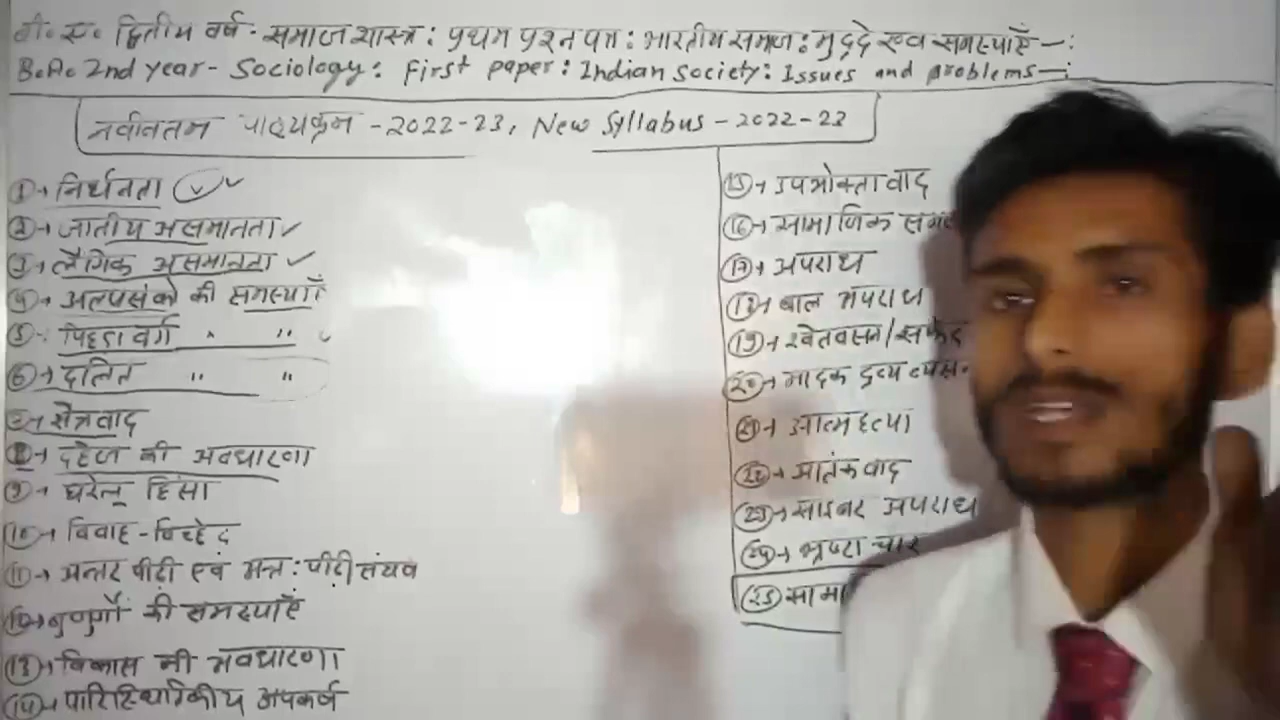 बी॰ए॰ द्वितीय वर्ष - समाजशास्त्र : प्रथम प्रश्न पत्र : भारतीय समाज : मुद्दे एवं समस्याएँ —:
B.A. 2nd year - Sociology : First paper : Indian Society : Issues and problems —:
नवीनतम पाठ्यक्रम - 2022-23, New Syllabus - 2022-23
1→ निर्धनता
2→ जातीय असमानता
3→ लैंगिक असमानता
4→ अल्पसंको की समस्याएँ
5→ पिछडा वर्ग " "
6→ दलित " "
7→ क्षेत्रवाद
8→ दहेज की अवधारणा
9→ घरेलू हिंसा
10→ विवाह-विच्छेद
11→ अन्तर पीढ़ी एवं अन्त: पीढ़ी संघर्ष
12→ बुजुर्गों की समस्याएँ
13→ विकास की अवधारणा
14→ पारिस्थितिकीय अपकर्ष
15→ उपभोक्तावाद
16→ सामाजिक
17→ अपराध
18→ बाल अपराध
19→ श्वेतवसन/सफेद
20→ मादक द्रव्य व्यस
21→ आत्महत्या
22→ आतंकवाद
23→ साइबर अपराध
24→ भ्रष्टाचार
25→ सामा